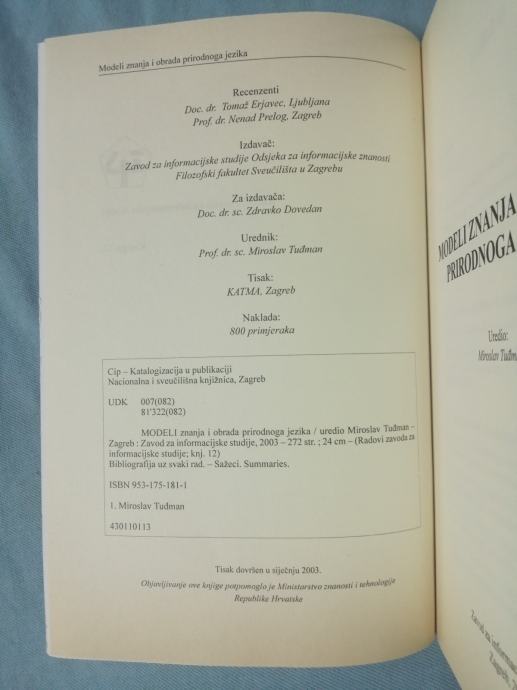 Modeli znanja i obrada prirodnoga jezika
Recenzenti
Doc. dr. Tomaž Erjavec, Ljubljana
Prof. dr. Nenad Prelog, Zagreb
Izdavač:
Zavod za informacijske studije Odsjeka za informacijske znanosti
Filozofski fakultet Sveučilišta u Zagrebu
Za izdavača:
Doc. dr. sc. Zdravko Dovedan
Urednik:
Prof. dr. sc. Miroslav Tuđman
Tisak:
KATMA, Zagreb
Naklada:
800 primjeraka
Cip – Katalogizacija u publikaciji
Nacionalna i sveučilišna knjižnica, Zagreb
UDK 007(082)
81'322(082)
MODELI znanja i obrada prirodnoga jezika / uredio Miroslav Tuđman –
Zagreb : Zavod za informacijske studije, 2003 – 272 str. ; 24 cm – (Radovi zavoda za
informacijske studije; knj. 12)
Bibliografija uz svaki rad. – Sažeci. Summaries.
ISBN 953-175-181-1
1. Miroslav Tuđman
430110113
Tisak dovršen u siječnju 2003.
Objavljivanje ove knjige potpomoglo je Ministarstvo znanosti i tehnologije
Republike Hrvatske
MODELI ZNANJA
PRIRODNOGA
Uredio:
Miroslav Tuđm
Zavod za informac
Zagreb,